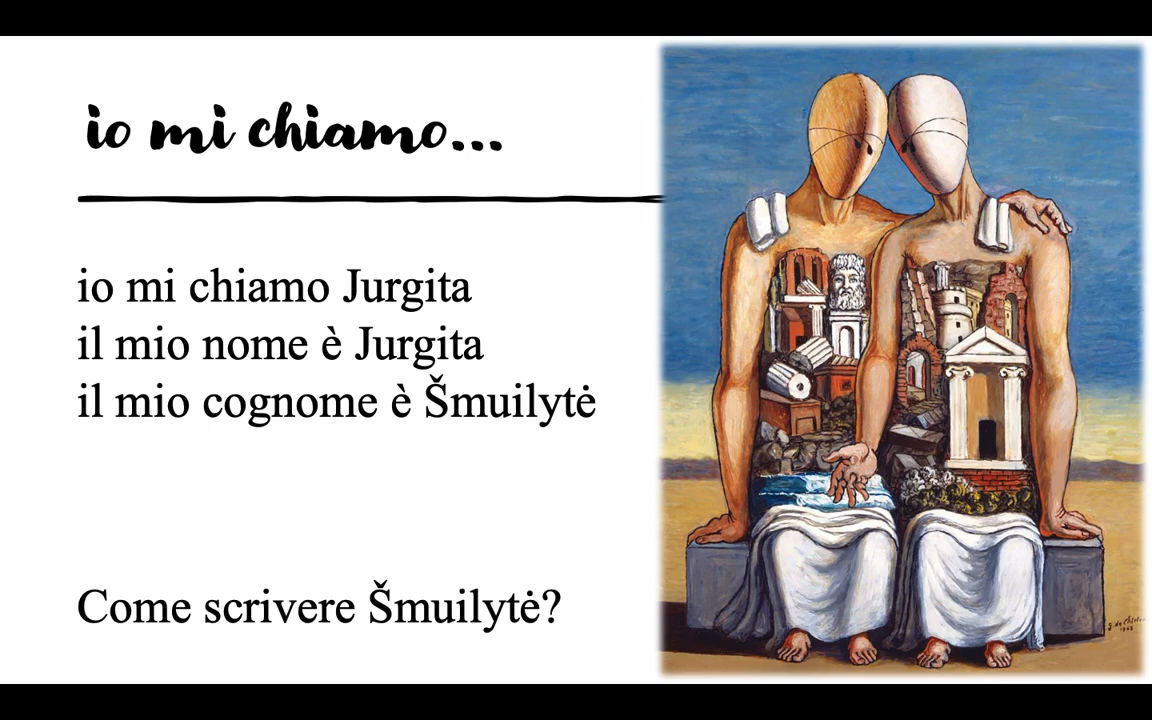 io mi chiamo...
io mi chiamo Jurgita
il mio nome è Jurgita
il mio cognome è Šmuilytė
Come scrivere Šmuilytė?